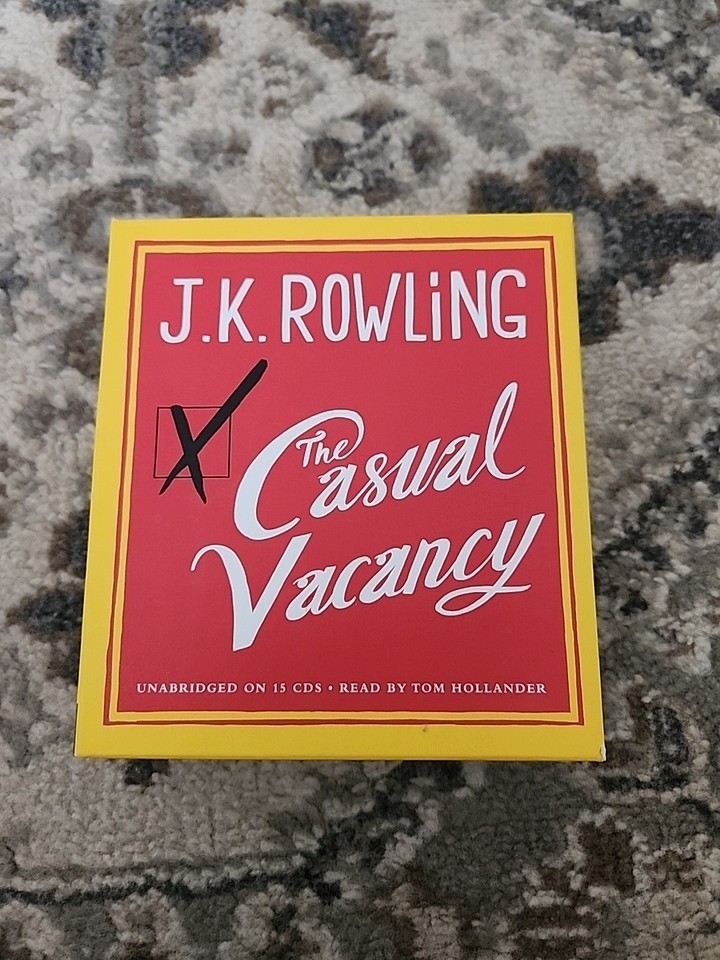 J.K. ROWLiNG
The
Casual
Vacancy
UNABRIDGED ON 15 CDS • READ BY TOM HOLLANDER